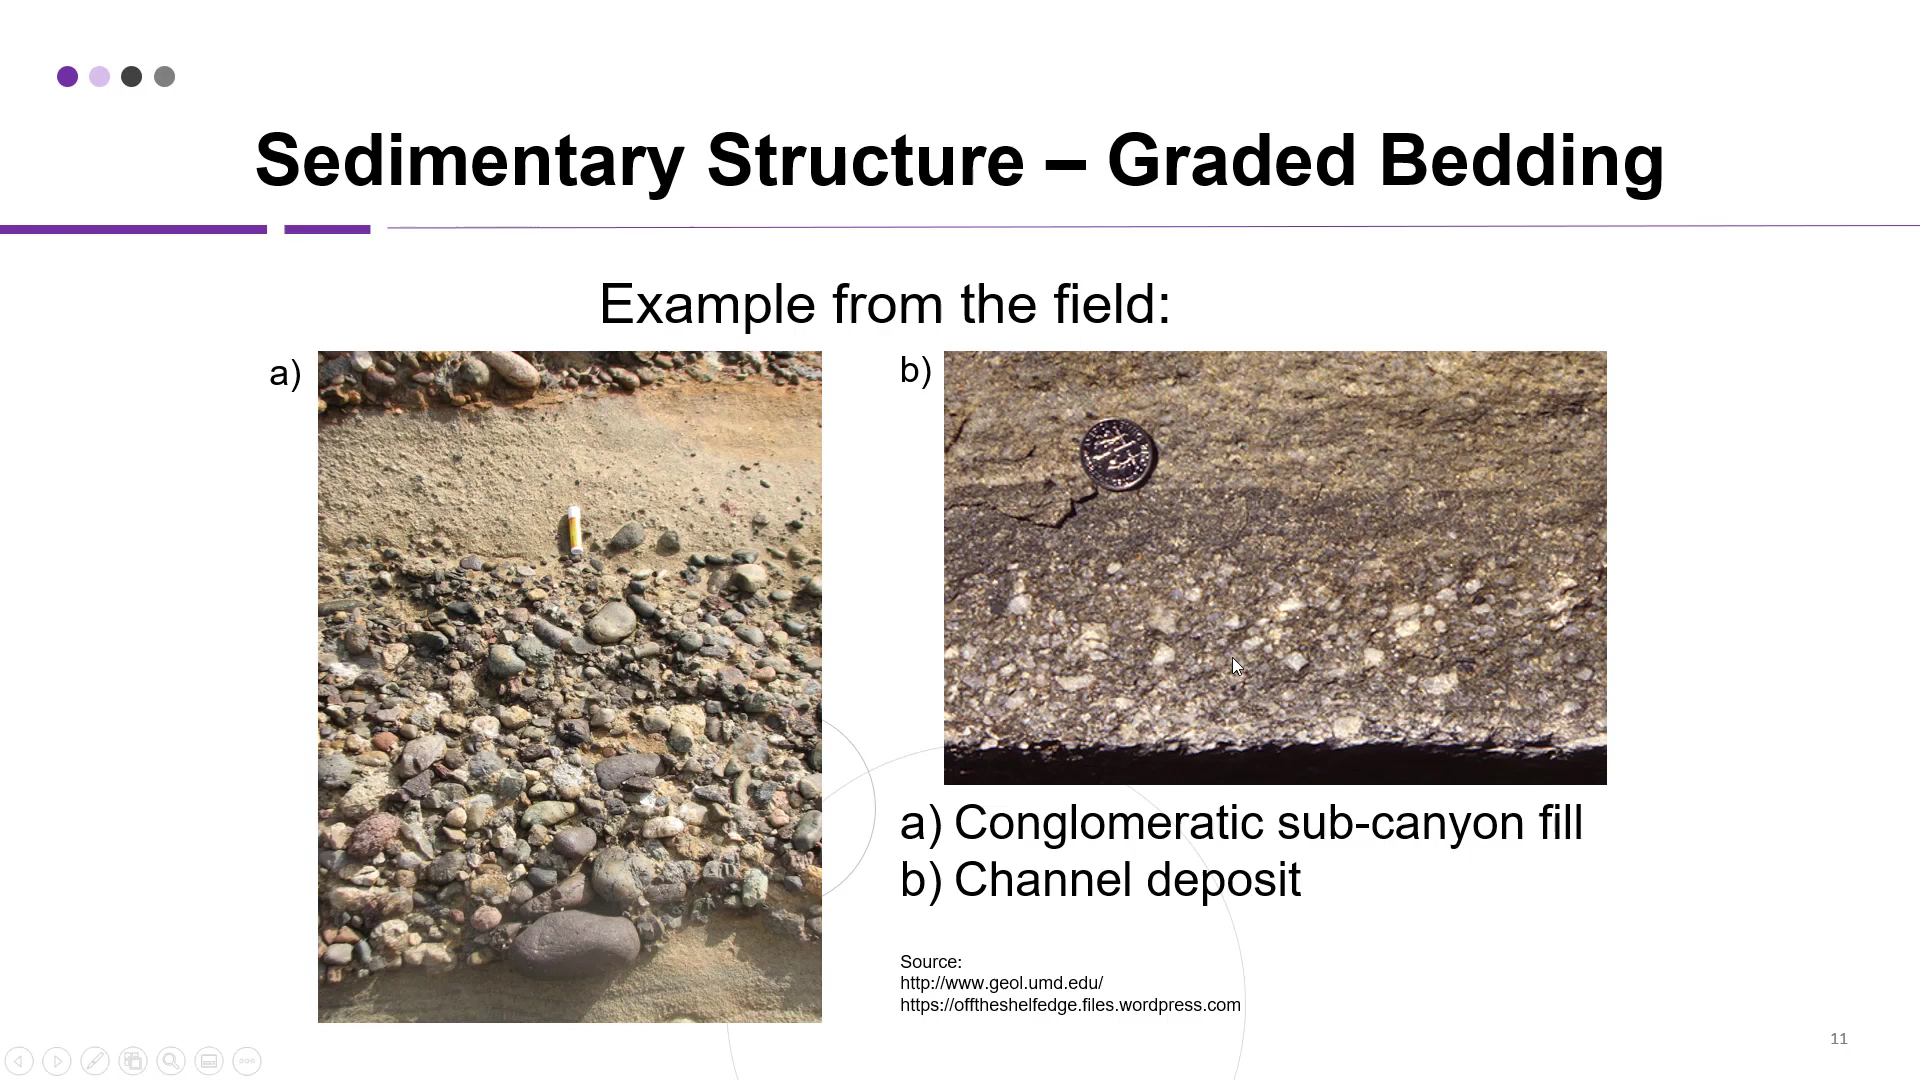 Sedimentary Structure – Graded Bedding
Example from the field:
a)
b)
a) Conglomeratic sub-canyon fill
b) Channel deposit
Source:
http://www.geol.umd.edu/
https://offtheshelfedge.files.wordpress.com
11